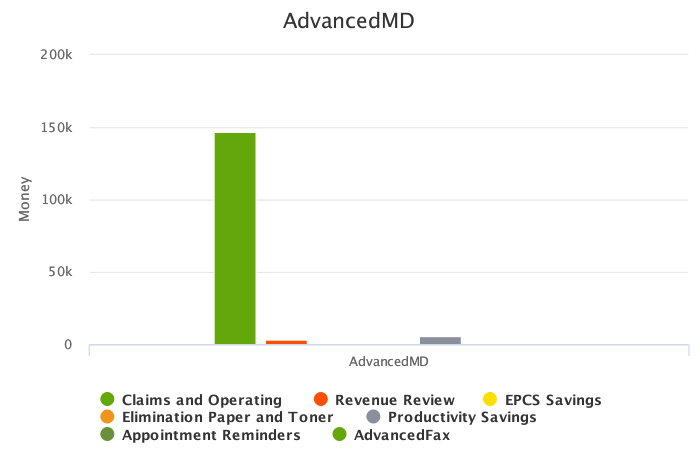 AdvancedMD
200k
150k
100k
50k
0
Money
AdvancedMD
Claims and Operating Revenue Review EPCS Savings
Elimination Paper and Toner Productivity Savings
Appointment Reminders AdvancedFax